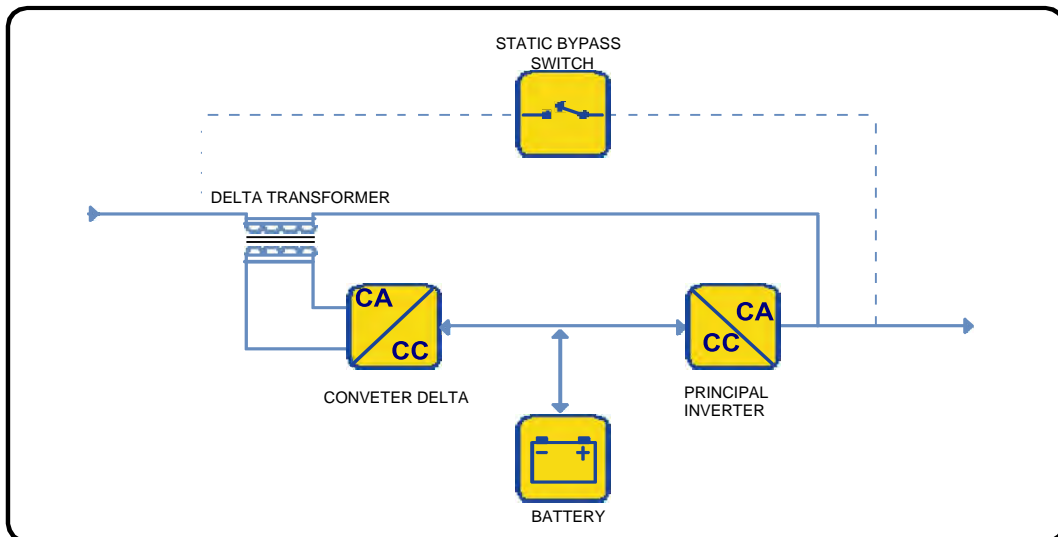 STATIC BYPASS
SWITCH
DELTA TRANSFORMER
CA
CC
CA
CC
CONVETER DELTA
PRINCIPAL
INVERTER
- +
BATTERY